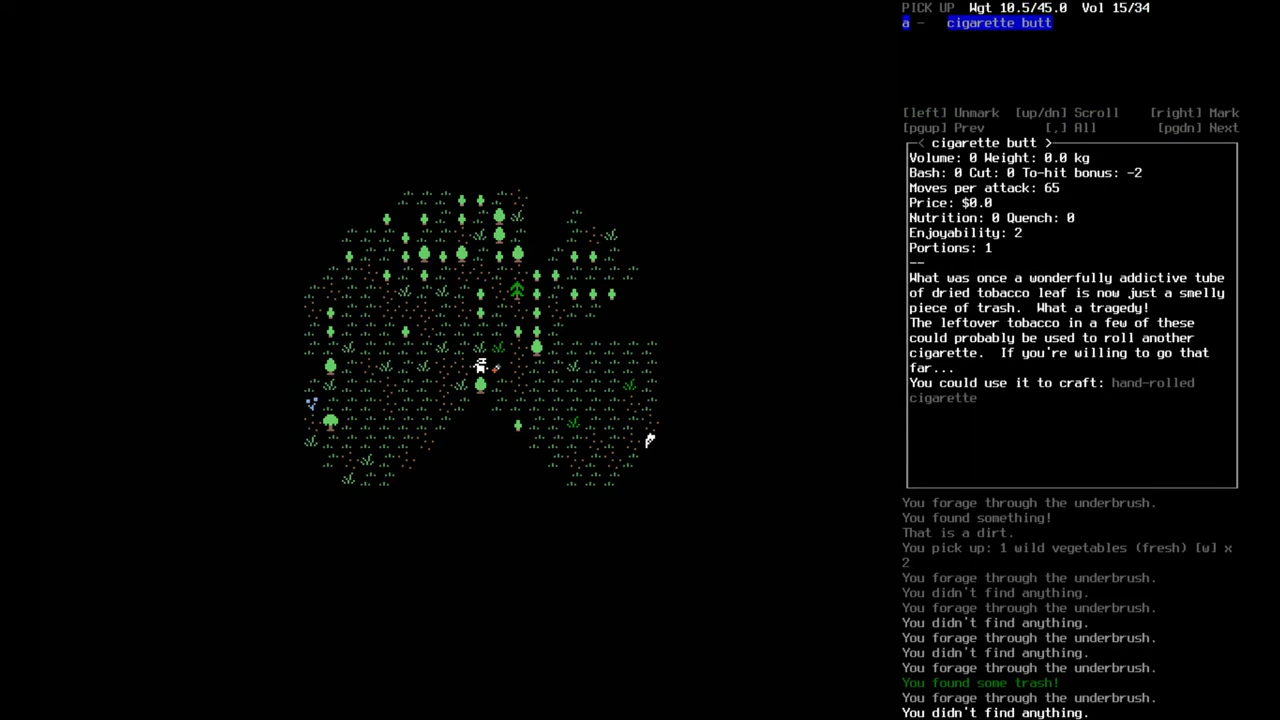 PICK UP Wgt 10.5/45.0 Vol 15/34
a - cigarette butt
[left] Unmark [up/dn] Scroll [right] Mark
[pgup] Prev [,] All [pgdn] Next
< cigarette butt >
Volume: 0 Weight: 0.0 kg
Bash: 0 Cut: 0 To-hit bonus: -2
Moves per attack: 65
Price: $0.0
Nutrition: 0 Quench: 0
Enjoyability: 2
Portions: 1
--
What was once a wonderfully addictive tube
of dried tobacco leaf is now just a smelly
piece of trash. What a tragedy!
The leftover tobacco in a few of these
could probably be used to roll another
cigarette. If you're willing to go that
far...
You could use it to craft: hand-rolled
cigarette
You forage through the underbrush.
You found something!
That is a dirt.
You pick up: 1 wild vegetables (fresh) [w] x
2
You forage through the underbrush.
You didn't find anything.
You forage through the underbrush.
You didn't find anything.
You forage through the underbrush.
You didn't find anything.
You forage through the underbrush.
You found some trash!
You forage through the underbrush.
You didn't find anything.